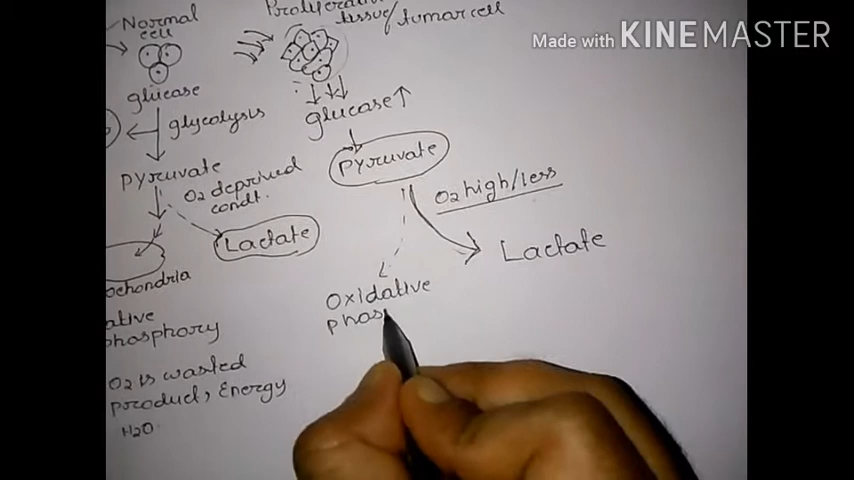 Normal
cell
glucase
glycolysis
pyruvate
O2 deprived
condt.
Lactate
ochondria
ative
phosphory
O2 is wasted
product, Energy
H2O
tissue/tumar cell
glucase↑
pyruvate
O2 high/less
Lactate
Oxidative
phos
Made with KINEMASTER